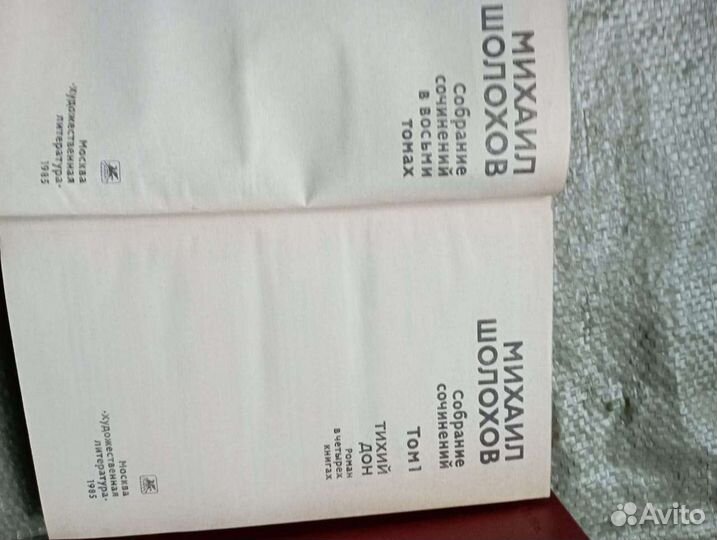 МИХАИЛ
ШОЛОХОВ
Собрание
сочинений
в восьми
томах
Москва
«Художественная
литература»
1985
МИХАИЛ
ШОЛОХОВ
Собрание
сочинений
Том 1
ТИХИЙ
ДОН
Роман
в четырех
книгах
Москва
«Художественная
литература»
1985
Avito